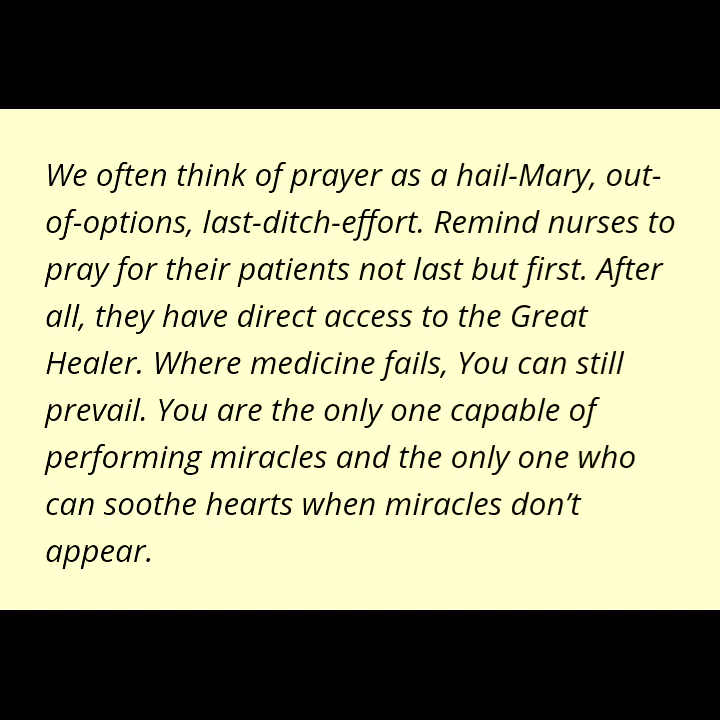 We often think of prayer as a hail-Mary, out-
of-options, last-ditch-effort. Remind nurses to
pray for their patients not last but first. After
all, they have direct access to the Great
Healer. Where medicine fails, You can still
prevail. You are the only one capable of
performing miracles and the only one who
can soothe hearts when miracles don’t
appear.